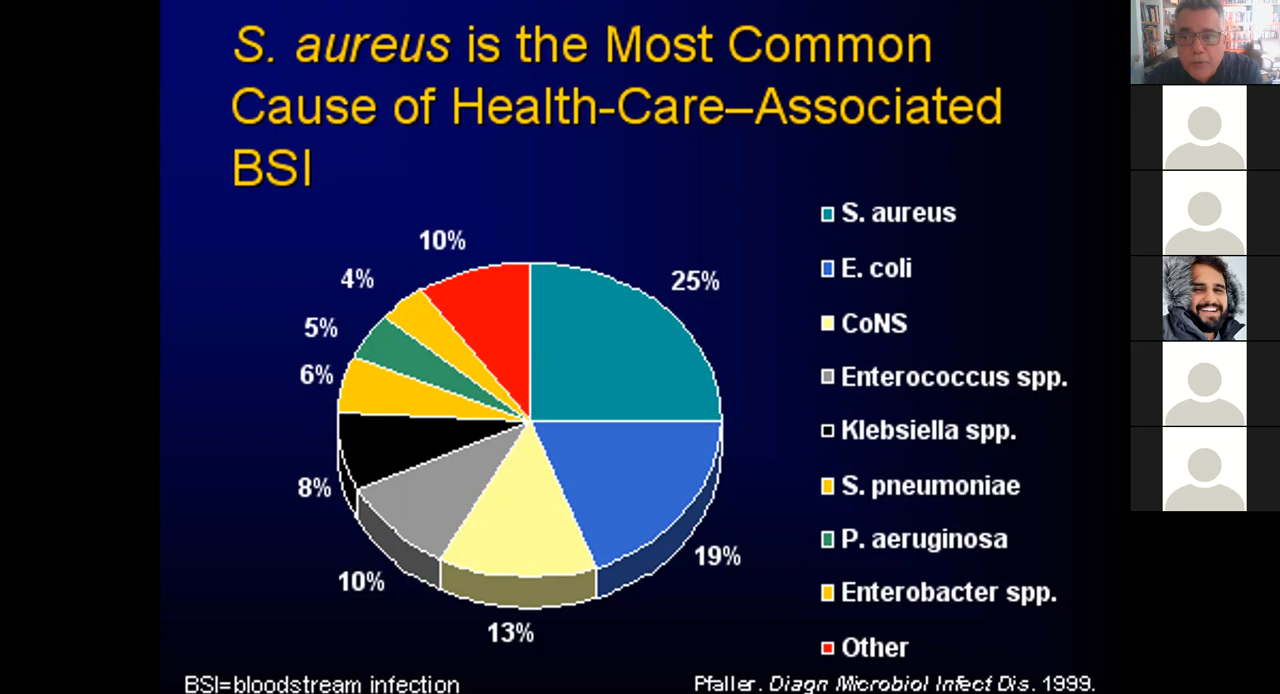 S. aureus is the Most Common
Cause of Health-Care–Associated
BSI
10%
4%
25%
5%
6%
8%
19%
10%
13%
S. aureus
E. coli
CoNS
Enterococcus spp.
Klebsiella spp.
S. pneumoniae
P. aeruginosa
Enterobacter spp.
Other
BSI=bloodstream infection
Pfaller. Diagn Microbiol Infect Dis. 1999.